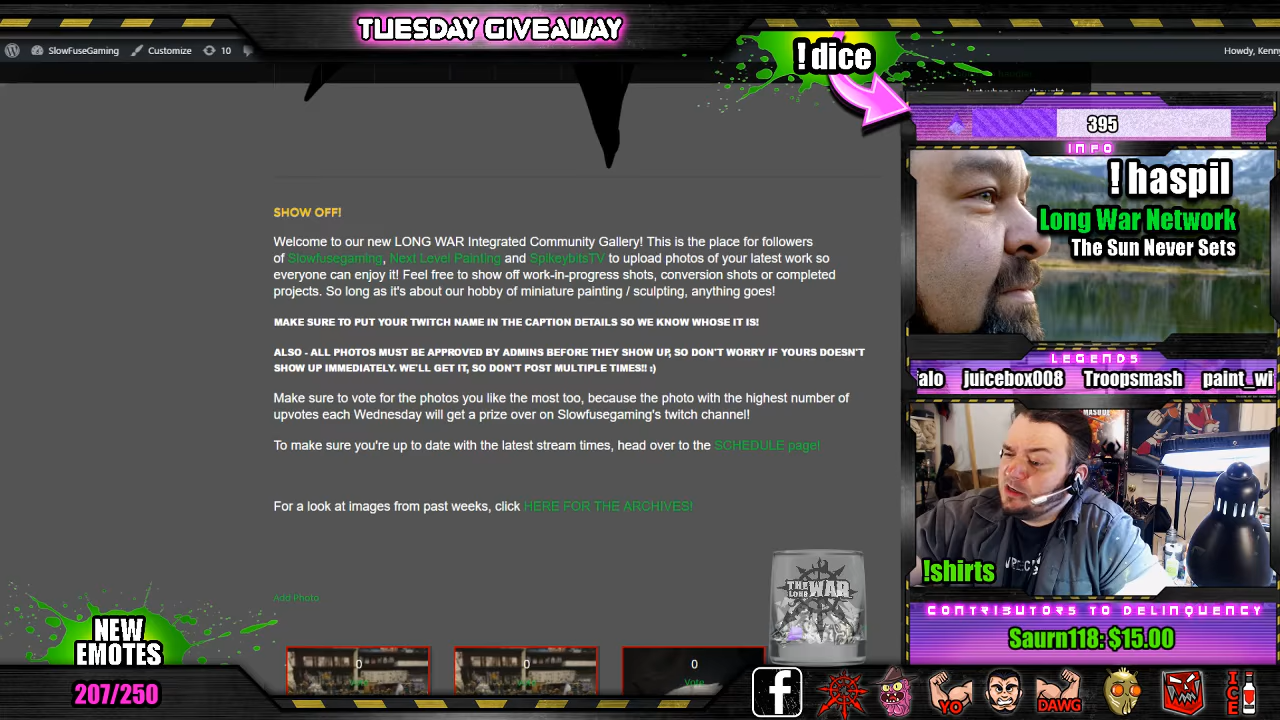 TUESDAY GIVEAWAY
!dice
SlowFuseGaming
Customize
10
Howdy, Kenny
395
INFO
!haspil
Long War Network
The Sun Never Sets
SHOW OFF!
Welcome to our new LONG WAR Integrated Community Gallery! This is the place for followers
of Slowfusegaming, Next Level Painting and SpikeybitsTV to upload photos of your latest work so
everyone can enjoy it! Feel free to show off work-in-progress shots, conversion shots or completed
projects. So long as it's about our hobby of miniature painting / sculpting, anything goes!
MAKE SURE TO PUT YOUR TWITCH NAME IN THE CAPTION DETAILS SO WE KNOW WHOSE IT IS!
ALSO - ALL PHOTOS MUST BE APPROVED BY ADMINS BEFORE THEY SHOW UP, SO DON'T WORRY IF YOURS DOESN'T
SHOW UP IMMEDIATELY. WE'LL GET IT, SO DON'T POST MULTIPLE TIMES!! :)
Make sure to vote for the photos you like the most too, because the photo with the highest number of
upvotes each Wednesday will get a prize over on Slowfusegaming's twitch channel!
To make sure you're up to date with the latest stream times, head over to the SCHEDULE page!
For a look at images from past weeks, click HERE FOR THE ARCHIVES!
Add Photo
LEGENDS
alo juicebox008 Troopsmash paint_wi
!shirts
CONTRIBUTORS TO DELINQUENCY
Saurn118: $15.00
THE LONG WAR
NEW
EMOTES
207/250
0
Vote
0
Vote
0
Vote
f
YO
DAWG
ICE